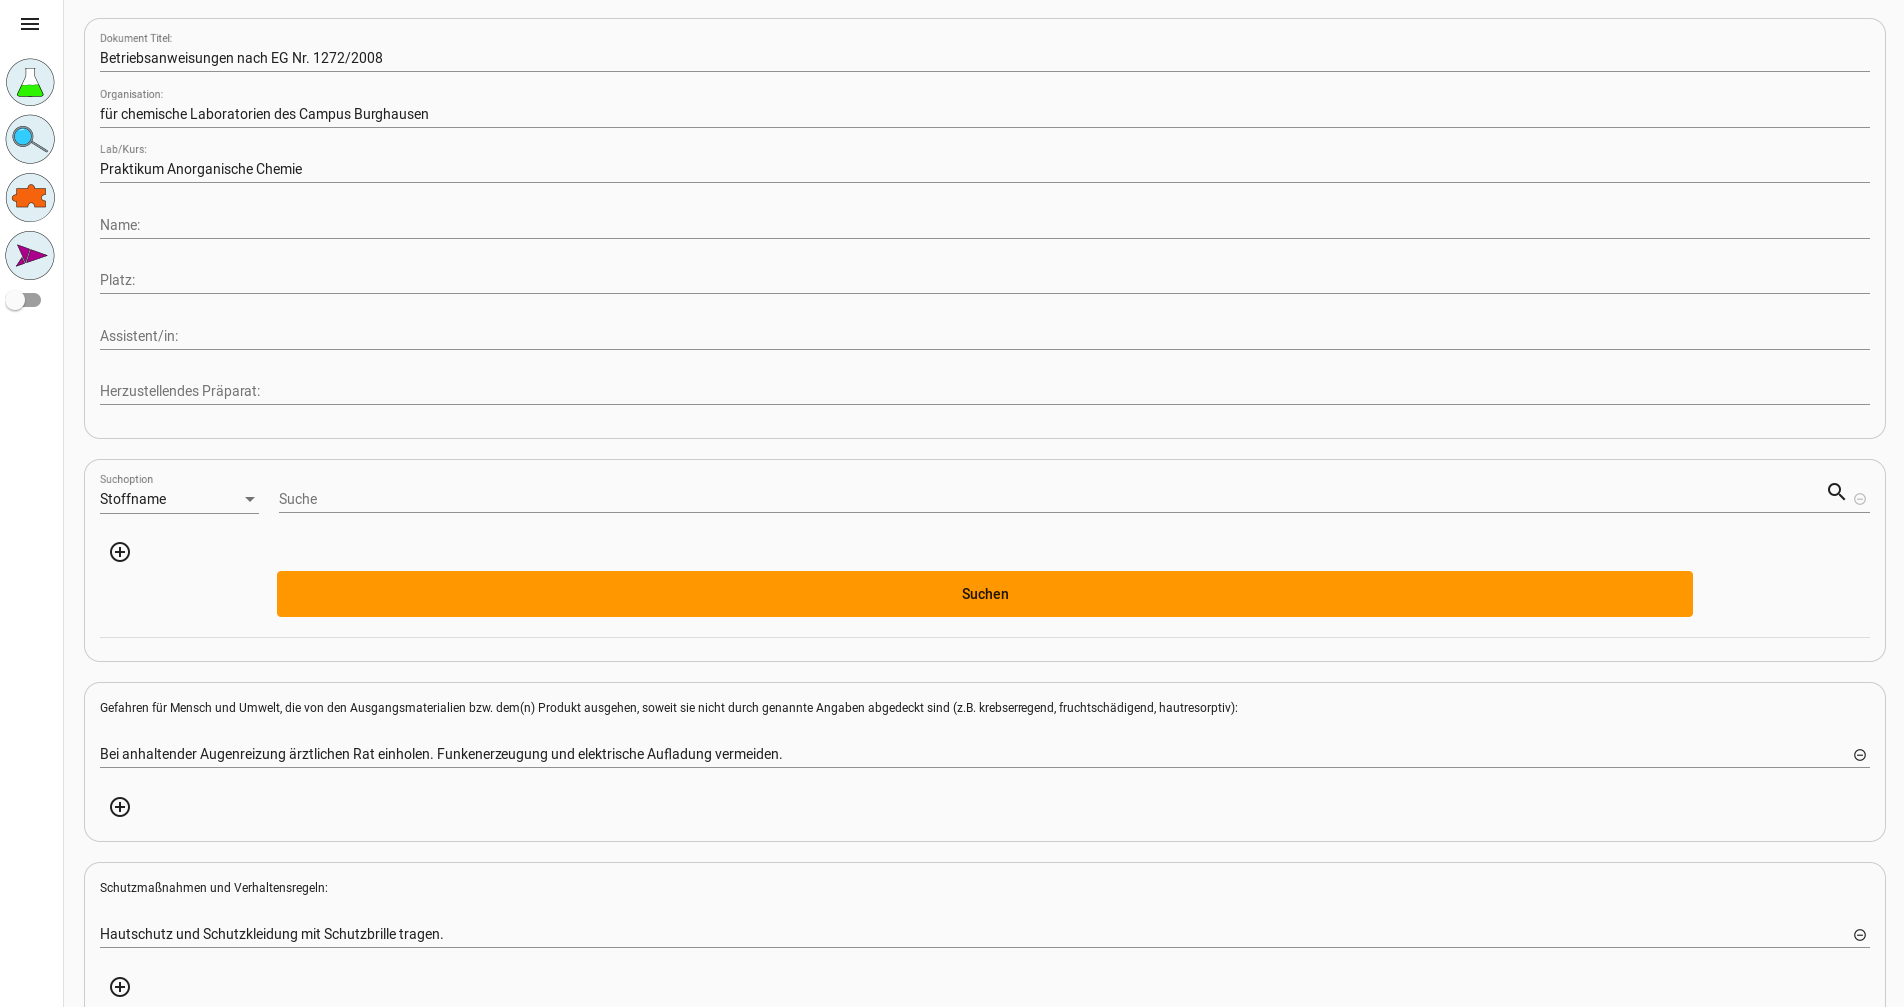 Dokument Titel:
Betriebsanweisungen nach EG Nr. 1272/2008
Organisation:
für chemische Laboratorien des Campus Burghausen
Lab/Kurs:
Praktikum Anorganische Chemie
Name:
Platz:
Assistent/in:
Herzustellendes Präparat:
Suchoption
Stoffname
Suche
Suchen
Gefahren für Mensch und Umwelt, die von den Ausgangsmaterialien bzw. dem(n) Produkt ausgehen, soweit sie nicht durch genannte Angaben abgedeckt sind (z.B. krebserregend, fruchtschädigend, hautresorptiv):
Bei anhaltender Augenreizung ärztlichen Rat einholen. Funkenerzeugung und elektrische Aufladung vermeiden.
Schutzmaßnahmen und Verhaltensregeln:
Hautschutz und Schutzkleidung mit Schutzbrille tragen.